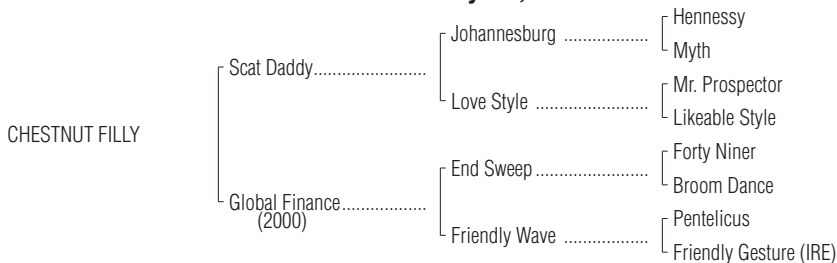 Hennessy
Johannesburg ..................
Myth
Scat Daddy........................
Mr. Prospector
Love Style ........................
Likeable Style
CHESTNUT FILLY
Forty Niner
End Sweep ........................
Broom Dance
Global Finance..................
(2000)
Pentelicus
Friendly Wave ..................
Friendly Gesture (IRE)